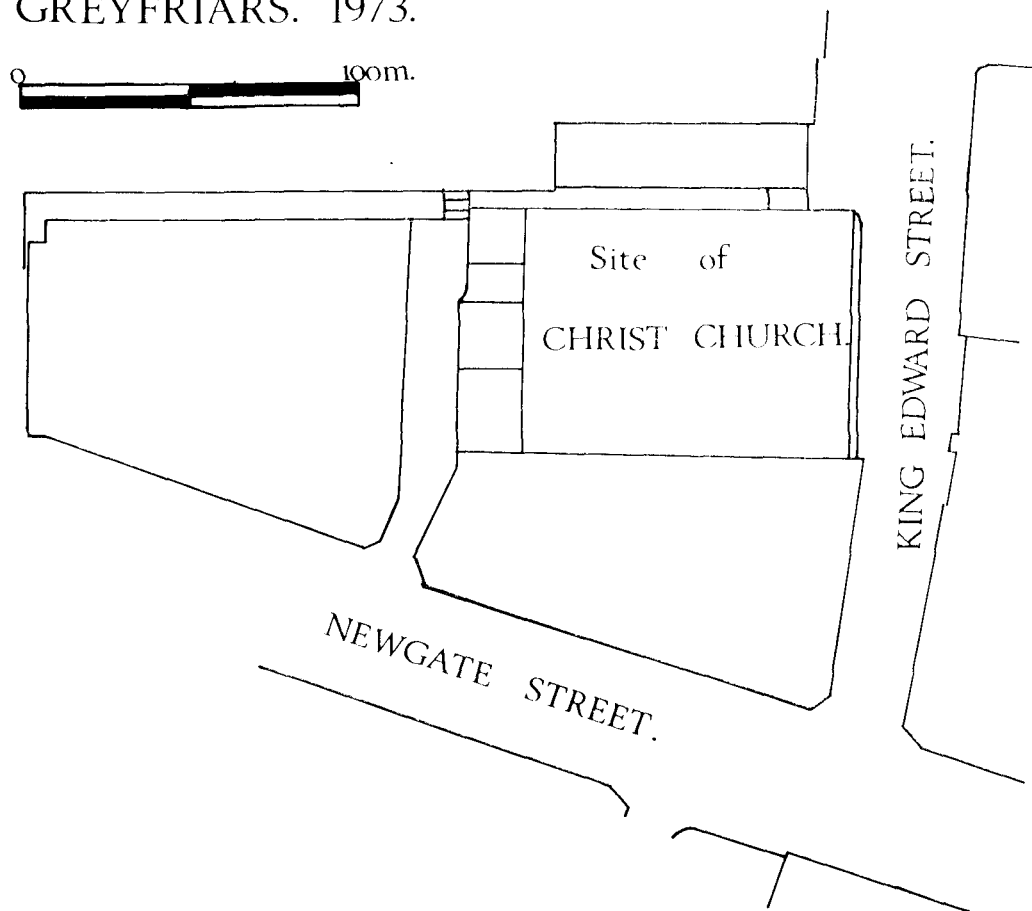 GREYFRIARS. 1973.
0 100m.
Site of
CHRIST CHURCH.
KING EDWARD STREET.
NEWGATE STREET.